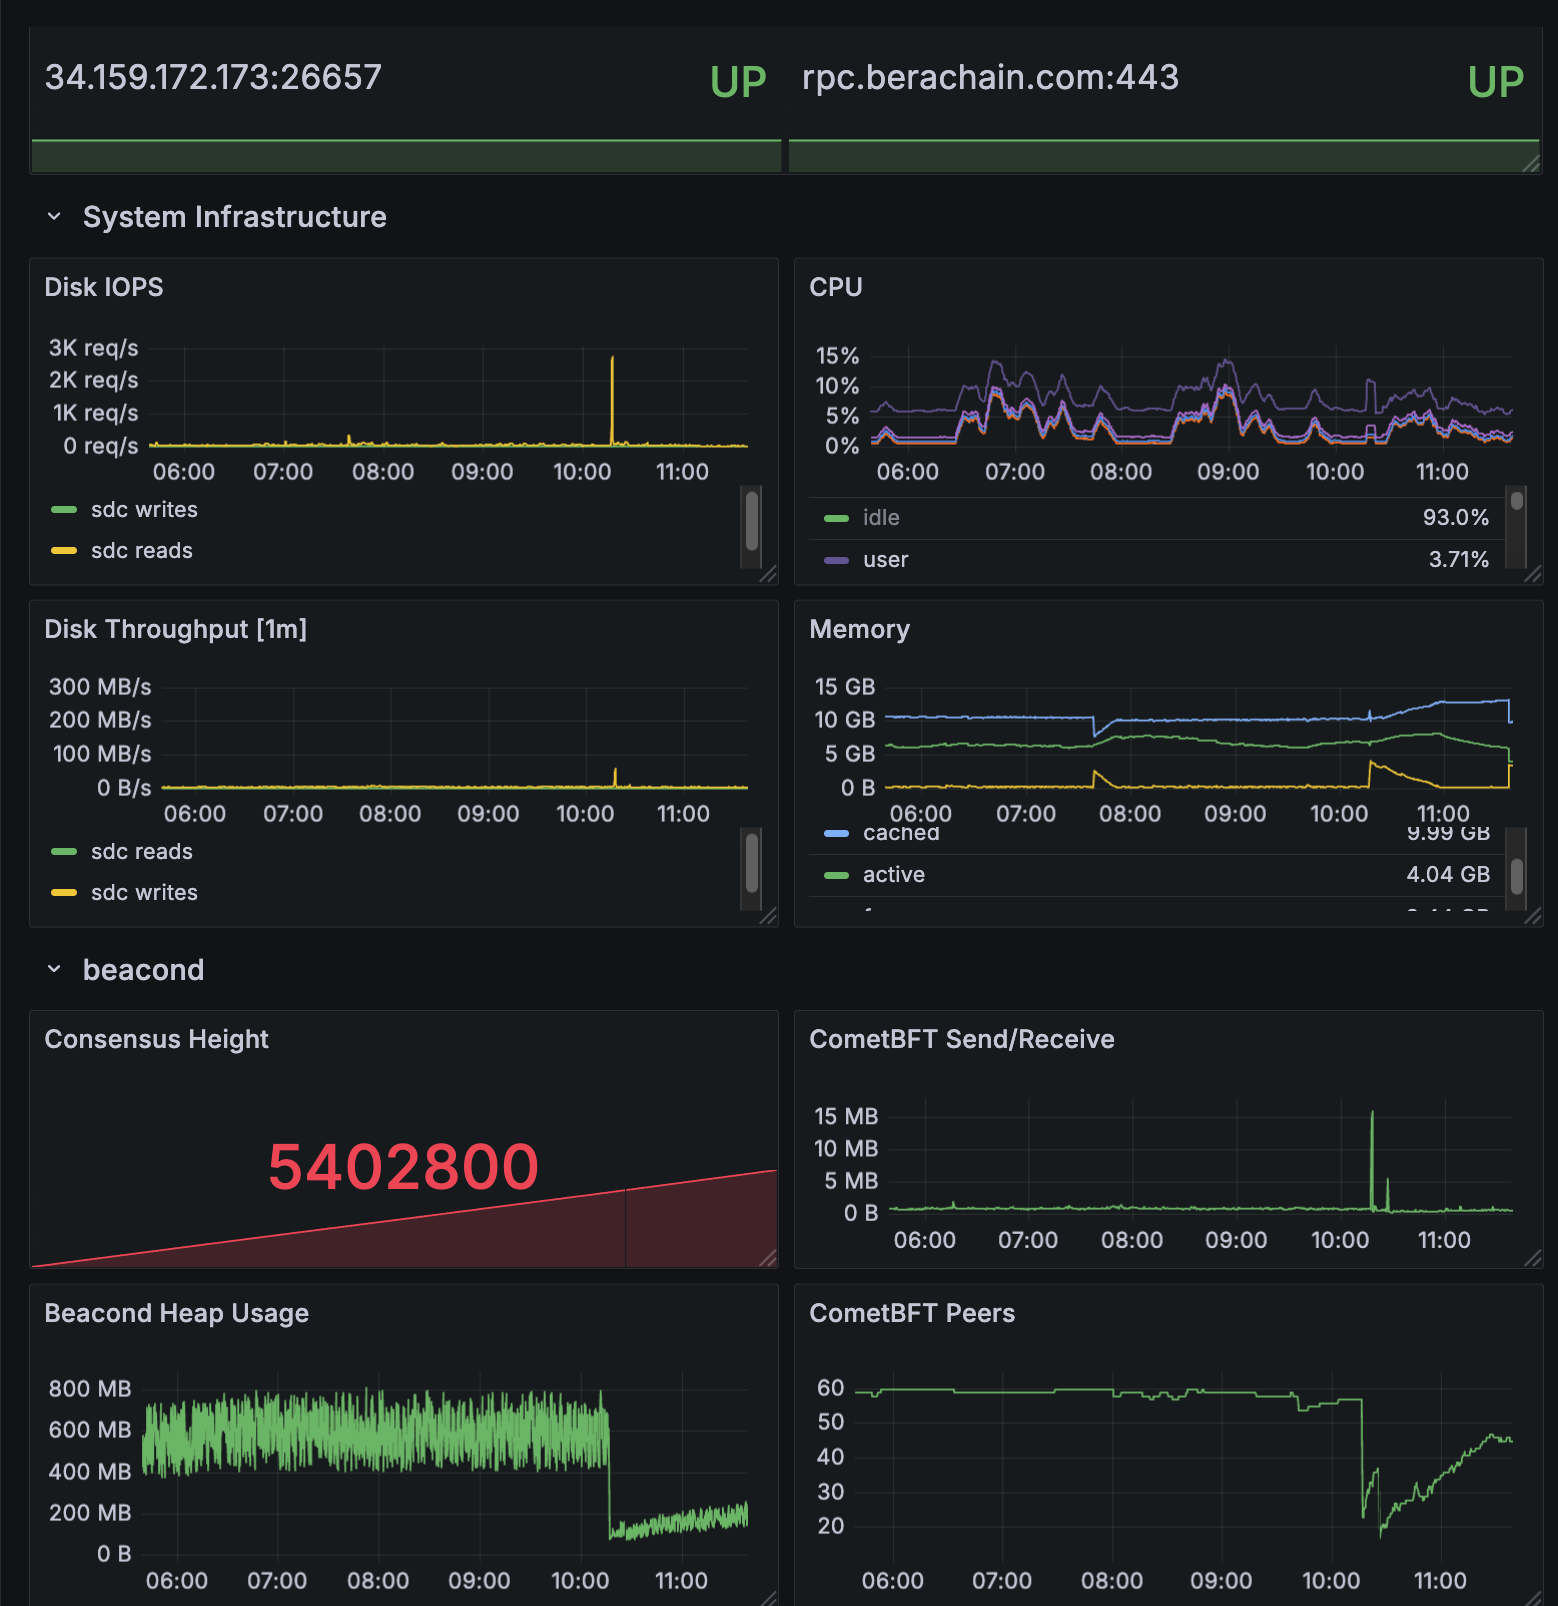 34.159.172.173:26657 UP rpc.berachain.com:443 UP
System Infrastructure
Disk IOPS
3K req/s
2K req/s
1K req/s
0 req/s
06:00 07:00 08:00 09:00 10:00 11:00
sdc writes
sdc reads
CPU
15%
10%
5%
0%
06:00 07:00 08:00 09:00 10:00 11:00
idle 93.0%
user 3.71%
Disk Throughput [1m]
300 MB/s
200 MB/s
100 MB/s
0 B/s
06:00 07:00 08:00 09:00 10:00 11:00
sdc reads
sdc writes
Memory
15 GB
10 GB
5 GB
0 B
06:00 07:00 08:00 09:00 10:00 11:00
cached 9.99 GB
active 4.04 GB
beacond
Consensus Height
5402800
CometBFT Send/Receive
15 MB
10 MB
5 MB
0 B
06:00 07:00 08:00 09:00 10:00 11:00
Beacond Heap Usage
800 MB
600 MB
400 MB
200 MB
0 B
06:00 07:00 08:00 09:00 10:00 11:00
CometBFT Peers
60
50
40
30
20
06:00 07:00 08:00 09:00 10:00 11:00